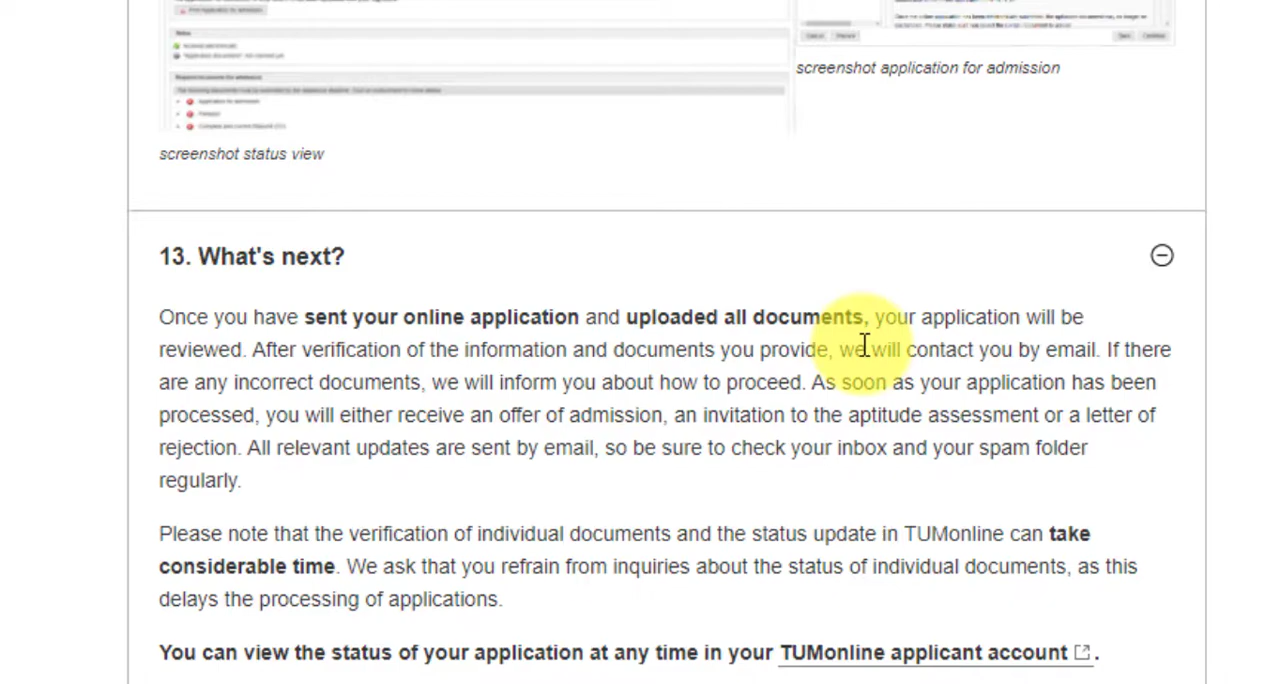 screenshot application for admission
screenshot status view
13. What's next?
Once you have sent your online application and uploaded all documents, your application will be
reviewed. After verification of the information and documents you provide, we will contact you by email. If there
are any incorrect documents, we will inform you about how to proceed. As soon as your application has been
processed, you will either receive an offer of admission, an invitation to the aptitude assessment or a letter of
rejection. All relevant updates are sent by email, so be sure to check your inbox and your spam folder
regularly.
Please note that the verification of individual documents and the status update in TUMonline can take
considerable time. We ask that you refrain from inquiries about the status of individual documents, as this
delays the processing of applications.
You can view the status of your application at any time in your TUMonline applicant account.